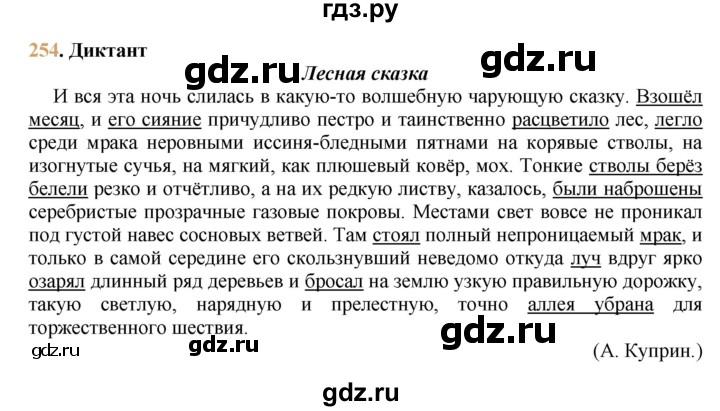 гдз.ру
254. Диктант
Лесная сказка
И вся эта ночь слилась в какую-то волшебную чарующую сказку. Взошёл
месяц, и его сияние причудливо пестро и таинственно расцветило лес, легло
среди мрака неровными иссиня-бледными пятнами на корявые стволы, на
изогнутые сучья, на мягкий, как плюшевый ковёр, мох. Тонкие стволы берёз
белели резко и отчётливо, а на их редкую листву, казалось, были наброшены
серебристые прозрачные газовые покровы. Местами свет вовсе не проникал
под густой навес сосновых ветвей. Там стоял полный непроницаемый мрак, и
только в самой середине его скользнувший неведомо откуда луч вдруг ярко
озарял длинный ряд деревьев и бросал на землю узкую правильную дорожку,
такую светлую, нарядную и прелестную, точно аллея убрана для
торжественного шествия.
gdz.ru
gdz.ru
gdz.ru
(А. Куприн.)
gdz.ru